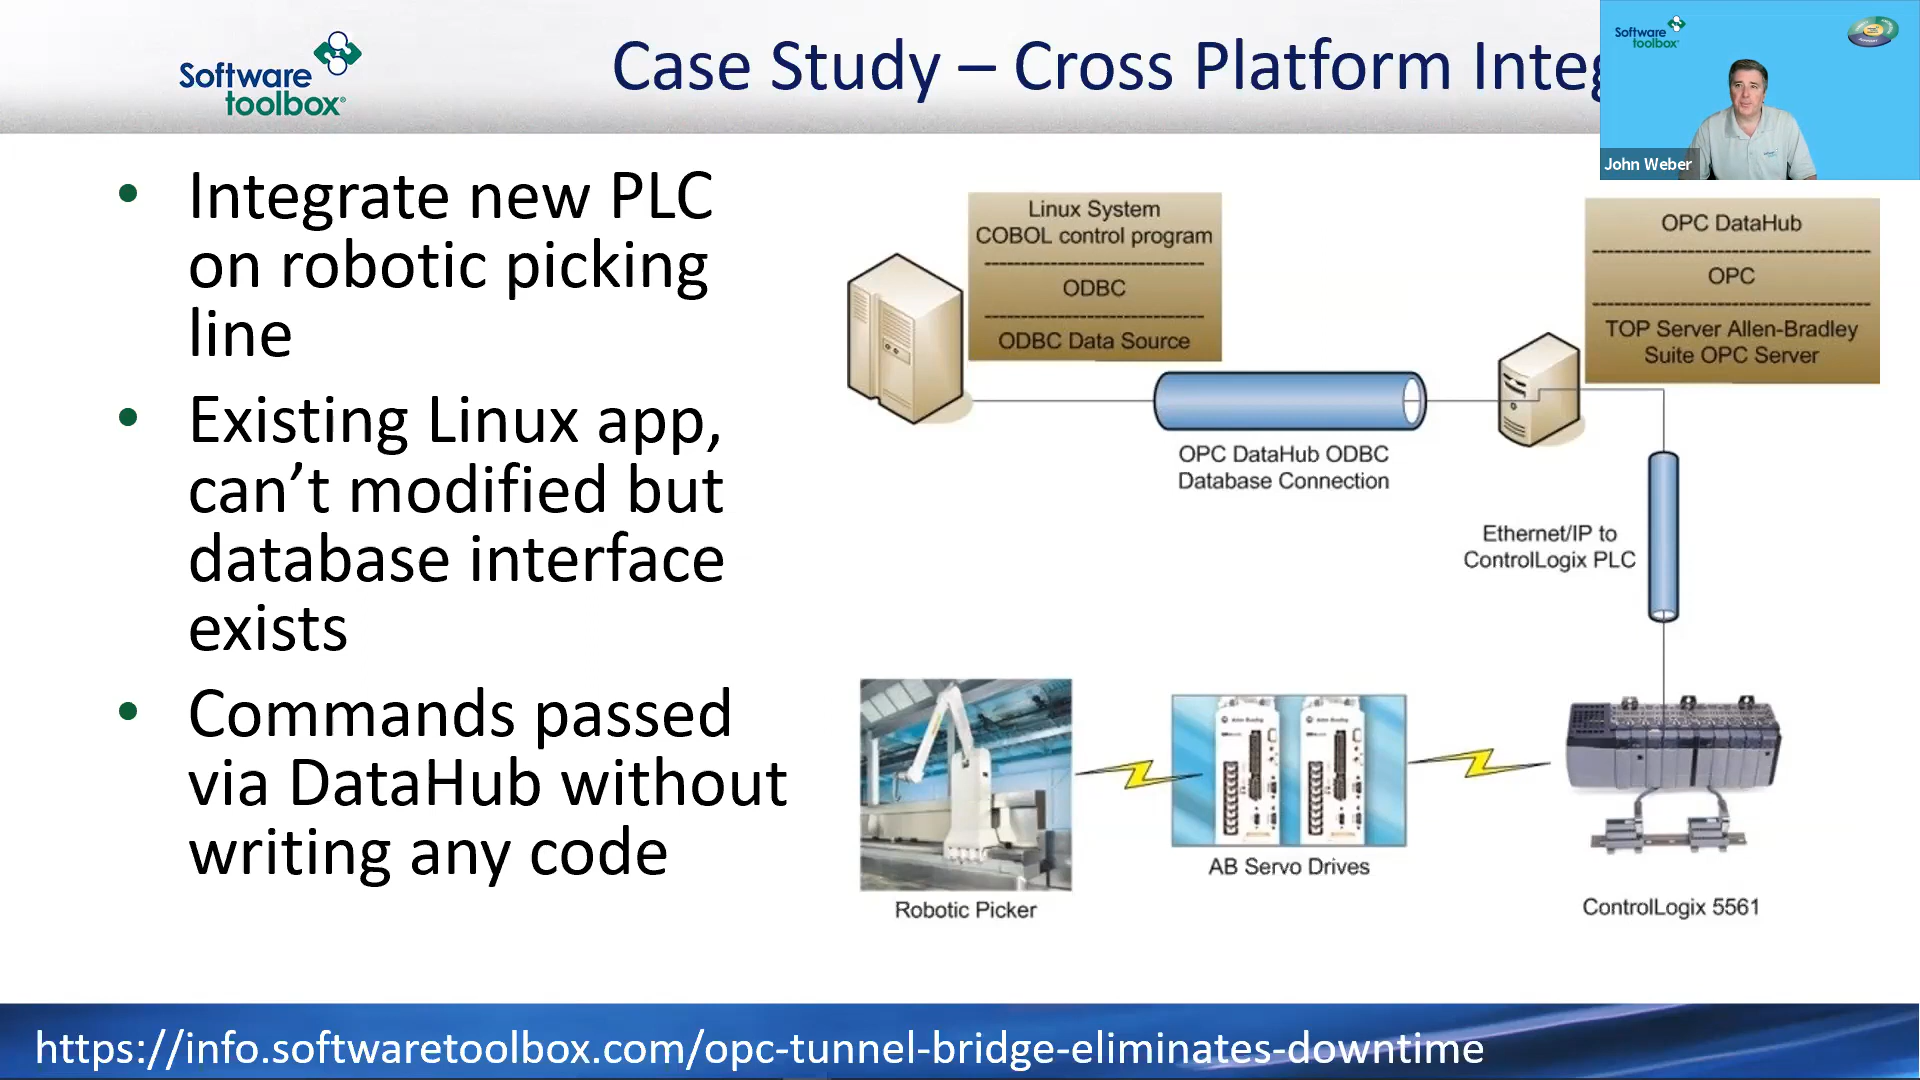 Software
toolbox
Case Study – Cross Platform Integ
Software
toolbox
John Weber
• Integrate new PLC
on robotic picking
line
• Existing Linux app,
can’t modified but
database interface
exists
• Commands passed
via DataHub without
writing any code
Linux System
COBOL control program
ODBC
ODBC Data Source
OPC DataHub
OPC
TOP Server Allen-Bradley
Suite OPC Server
OPC DataHub ODBC
Database Connection
Ethernet/IP to
ControlLogix PLC
Robotic Picker
AB Servo Drives
ControlLogix 5561
https://info.softwaretoolbox.com/opc-tunnel-bridge-eliminates-downtime